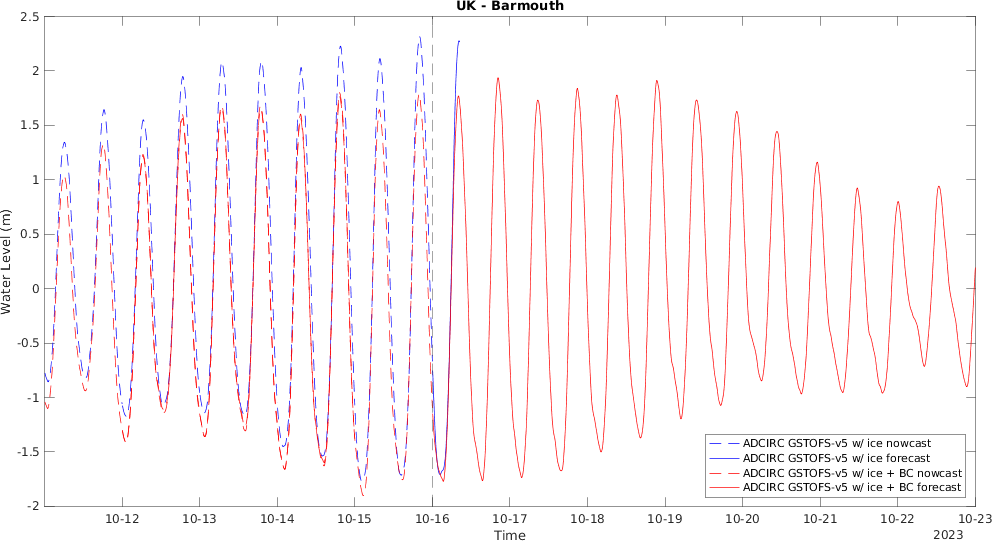 UK - Barmouth
2.5
2
1.5
1
0.5
0
-0.5
-1
-1.5
-2
Water Level (m)
ADCIRC GSTOFS-v5 w/ ice nowcast
ADCIRC GSTOFS-v5 w/ ice forecast
ADCIRC GSTOFS-v5 w/ ice + BC nowcast
ADCIRC GSTOFS-v5 w/ ice + BC forecast
10-12 10-13 10-14 10-15 10-16 10-17 10-18 10-19 10-20 10-21 10-22 10-23
2023
Time